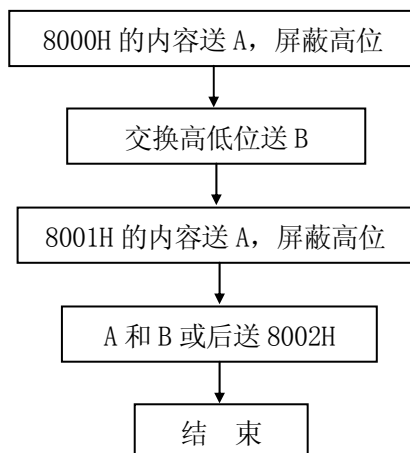 8000H 的内容送 A，屏蔽高位
交换高低位送 B
8001H 的内容送 A，屏蔽高位
A 和 B 或后送 8002H
结 束